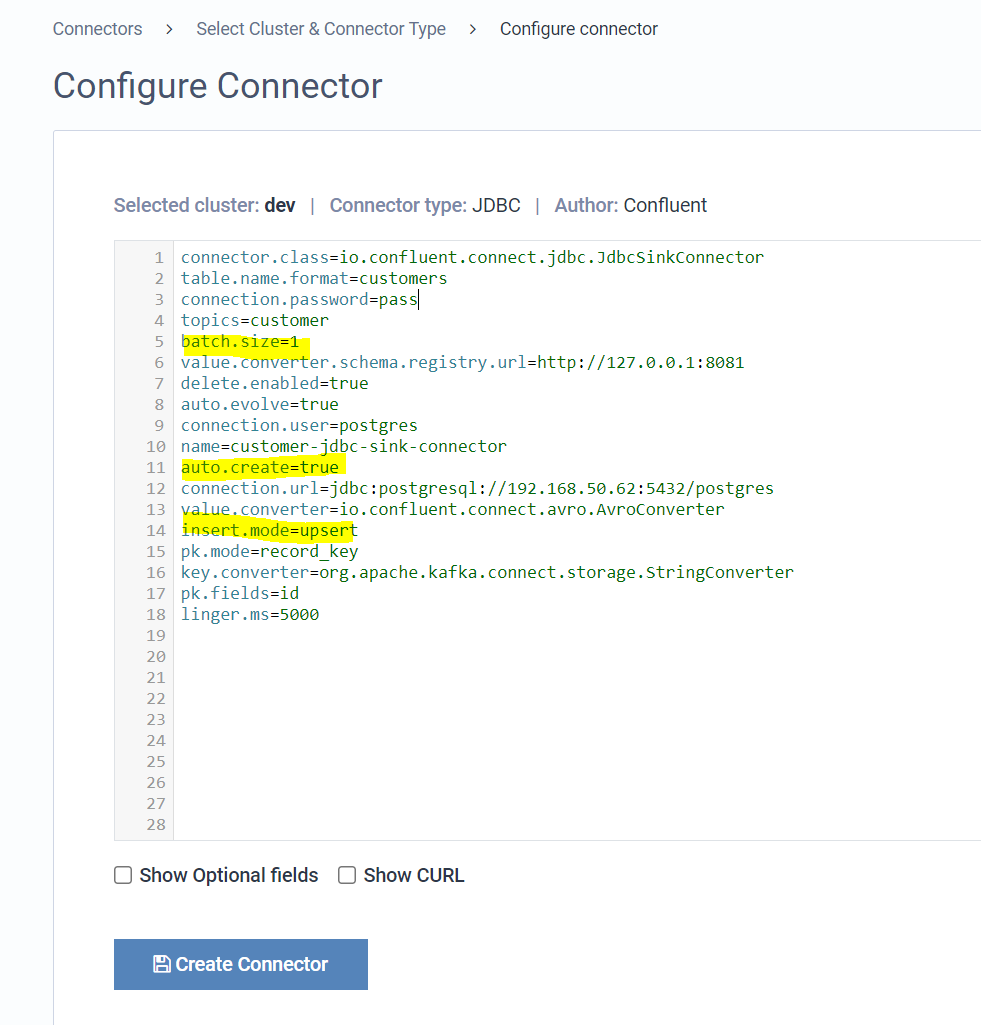 Connectors > Select Cluster & Connector Type > Configure connector
Configure Connector
Selected cluster: dev | Connector type: JDBC | Author: Confluent
1 connector.class=io.confluent.connect.jdbc.JdbcSinkConnector
2 table.name.format=customers
3 connection.password=pass
4 topics=customer
5 batch.size=1
6 value.converter.schema.registry.url=http://127.0.0.1:8081
7 delete.enabled=true
8 auto.evolve=true
9 connection.user=postgres
10 name=customer-jdbc-sink-connector
11 auto.create=true
12 connection.url=jdbc:postgresql://192.168.50.62:5432/postgres
13 value.converter=io.confluent.connect.avro.AvroConverter
14 insert.mode=upsert
15 pk.mode=record_key
16 key.converter=org.apache.kafka.connect.storage.StringConverter
17 pk.fields=id
18 linger.ms=5000
19
20
21
22
23
24
25
26
27
28
Show Optional fields Show CURL
Create Connector